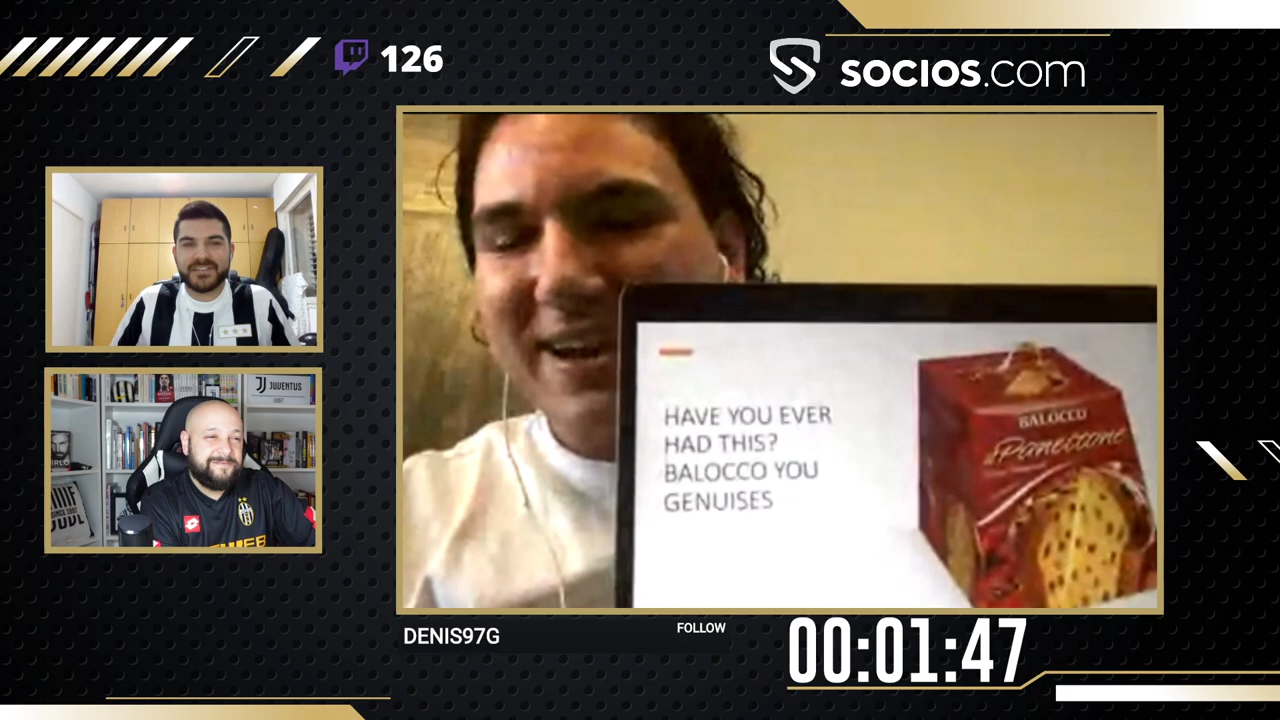 126
SOCIOS.com
JUVENTUS
HAVE YOU EVER
HAD THIS?
BALOCCO YOU
GENUISES
BALOCCO
Panettone
DENIS97G
FOLLOW
00:01:47